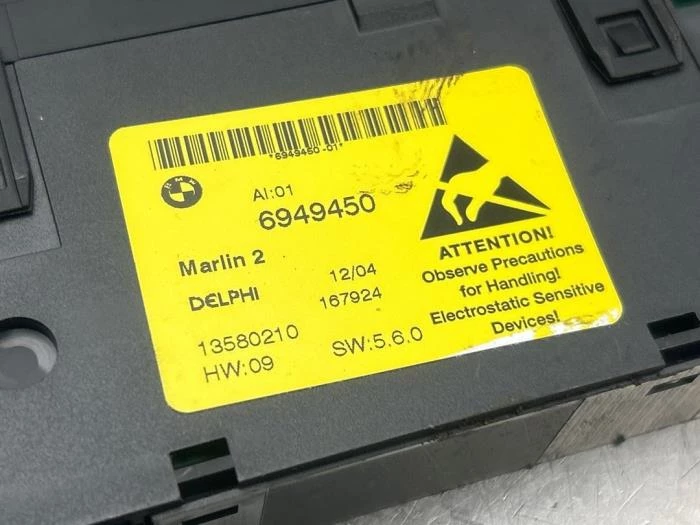 *6949450-01*
BMW
AI:01
6949450
Marlin 2
DELPHI
12/04
167924
13580210
HW:09
SW:5.6.0
ATTENTION!
Observe Precautions
for Handling!
Electrostatic Sensitive
Devices!